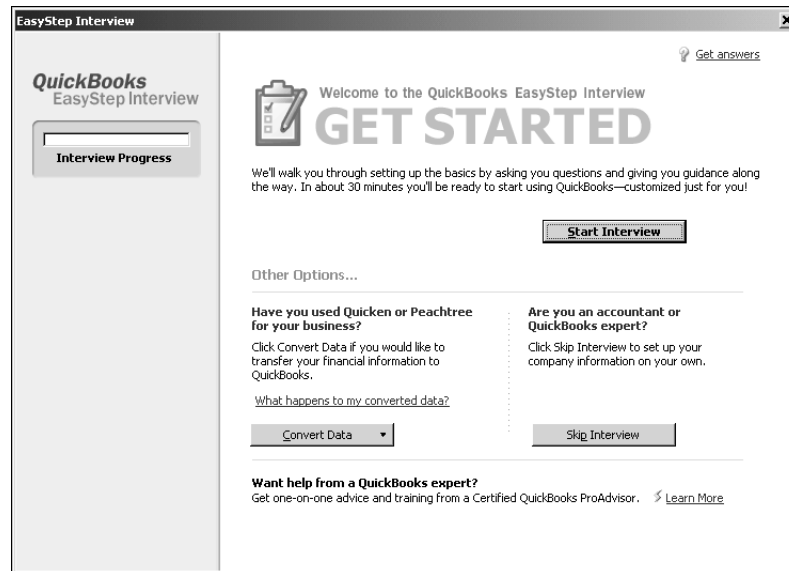 EasyStep Interview
Get answers
QuickBooks
EasyStep Interview
Interview Progress
Welcome to the QuickBooks EasyStep Interview
GET STARTED
We'll walk you through setting up the basics by asking you questions and giving you guidance along
the way. In about 30 minutes you'll be ready to start using QuickBooks—customized just for you!
Start Interview
Other Options...
Have you used Quicken or Peachtree
for your business?
Click Convert Data if you would like to
transfer your financial information to
QuickBooks.
What happens to my converted data?
Convert Data
Are you an accountant or
QuickBooks expert?
Click Skip Interview to set up your
company information on your own.
Skip Interview
Want help from a QuickBooks expert?
Get one-on-one advice and training from a Certified QuickBooks ProAdvisor. Learn More